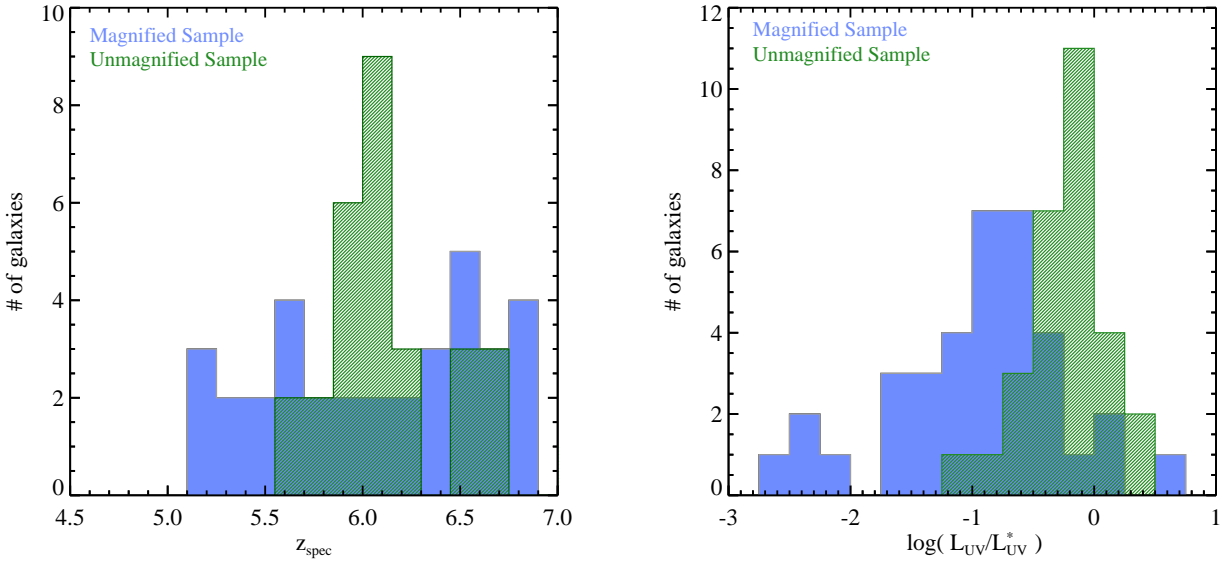 Magnified Sample
Unmagnified Sample
# of galaxies
10
8
6
4
2
0
4.5 5.0 5.5 6.0 6.5 7.0
z_spec
Magnified Sample
Unmagnified Sample
# of galaxies
12
10
8
6
4
2
0
-3 -2 -1 0 1
log( L_UV/L*_UV )